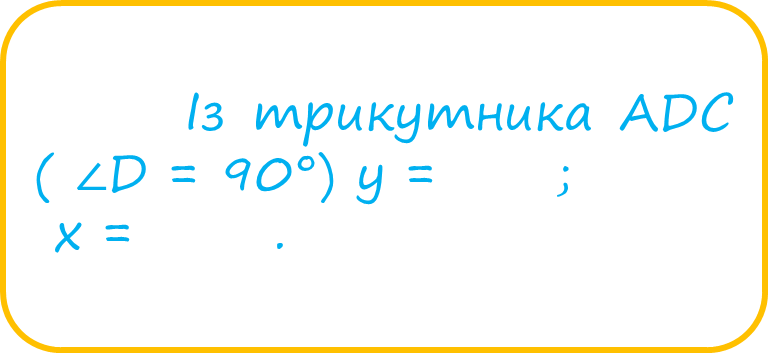 Із трикутника ADC
( ∠D = 90°) y = ;
x = .